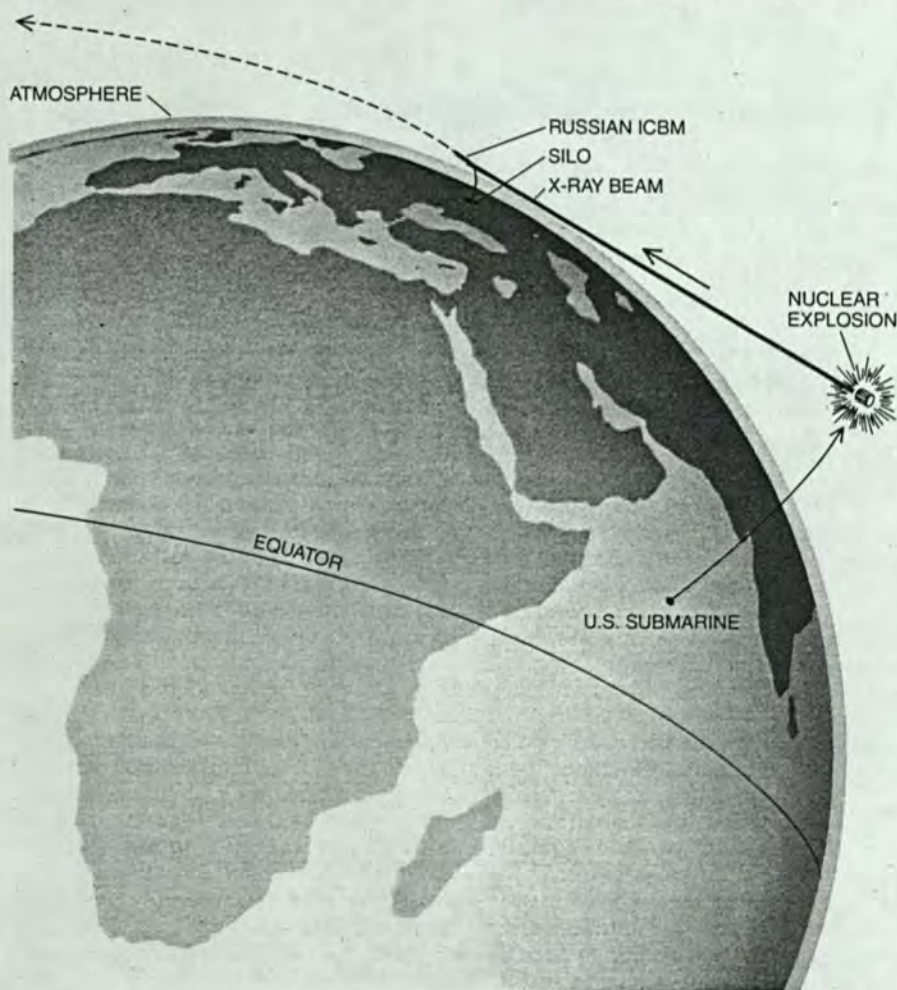 ATMOSPHERE
RUSSIAN ICBM
SILO
X-RAY BEAM
NUCLEAR
EXPLOSION
EQUATOR
U.S. SUBMARINE